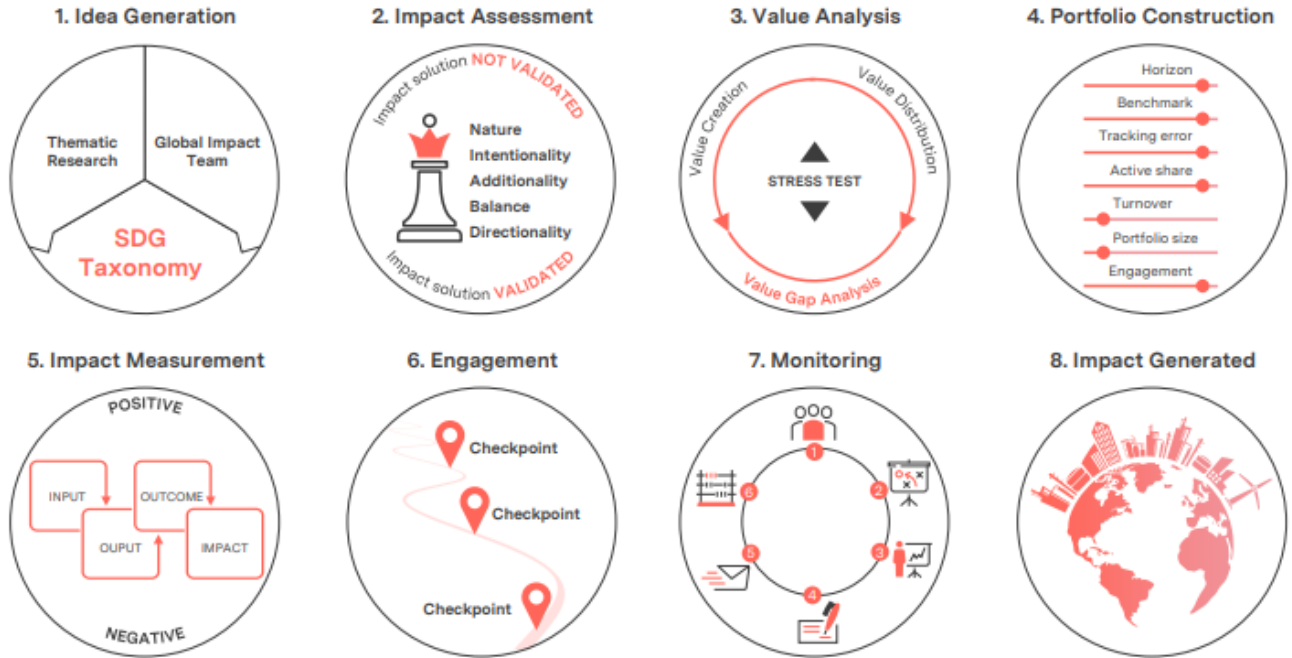 1. Idea Generation
Thematic
Research
Global Impact
Team
SDG
Taxonomy
2. Impact Assessment
Impact solution NOT VALIDATED
Nature
Intentionality
Additionality
Balance
Directionality
Impact solution VALIDATED
3. Value Analysis
Value Creation
Value Distribution
STRESS TEST
Value Gap Analysis
4. Portfolio Construction
Horizon
Benchmark
Tracking error
Active share
Turnover
Portfolio size
Engagement
5. Impact Measurement
POSITIVE
INPUT
OUTCOME
OUPUT
IMPACT
NEGATIVE
6. Engagement
Checkpoint
Checkpoint
Checkpoint
7. Monitoring
1
2
3
4
5
6
8. Impact Generated